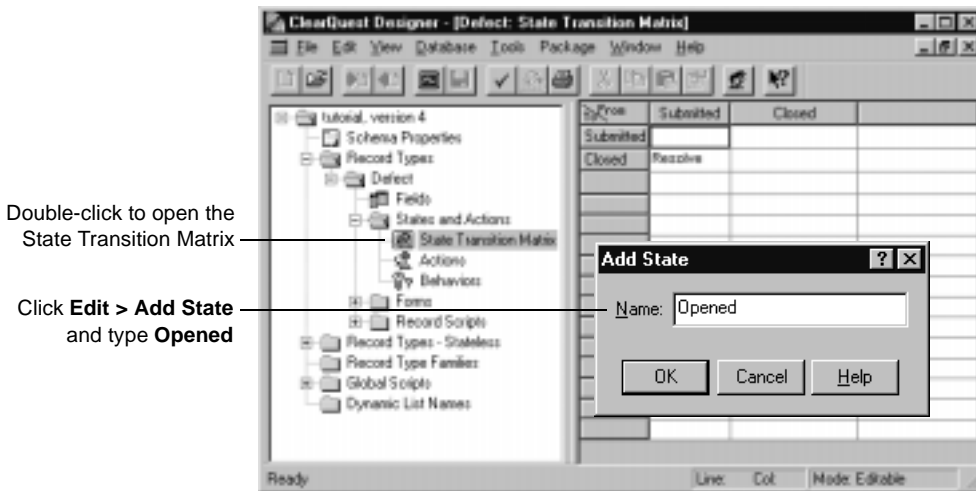 ClearQuest Designer - [Defect: State Transition Matrix]
File Edit View Database Tools Package Window Help
tutorial, version 4
Schema Properties
Record Types
Defect
Fields
States and Actions
State Transition Matrix
Actions
Behaviors
Forms
Record Scripts
Record Types - Stateless
Record Type Families
Global Scripts
Dynamic List Names
From Submitted Closed
Submitted
Closed Resolve
Double-click to open the
State Transition Matrix
Click Edit > Add State
and type Opened
Add State
Name: Opened
OK Cancel Help
Ready Line: Col: Mode: Editable